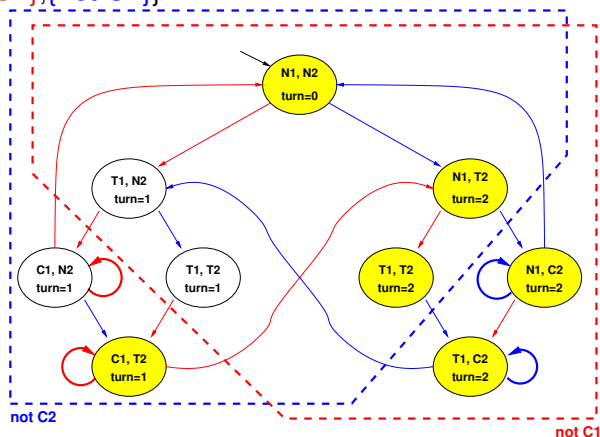 N1, N2
turn=0
T1, N2
turn=1
N1, T2
turn=2
C1, N2
turn=1
T1, T2
turn=1
T1, T2
turn=2
N1, C2
turn=2
C1, T2
turn=1
T1, C2
turn=2
not C2
not C1